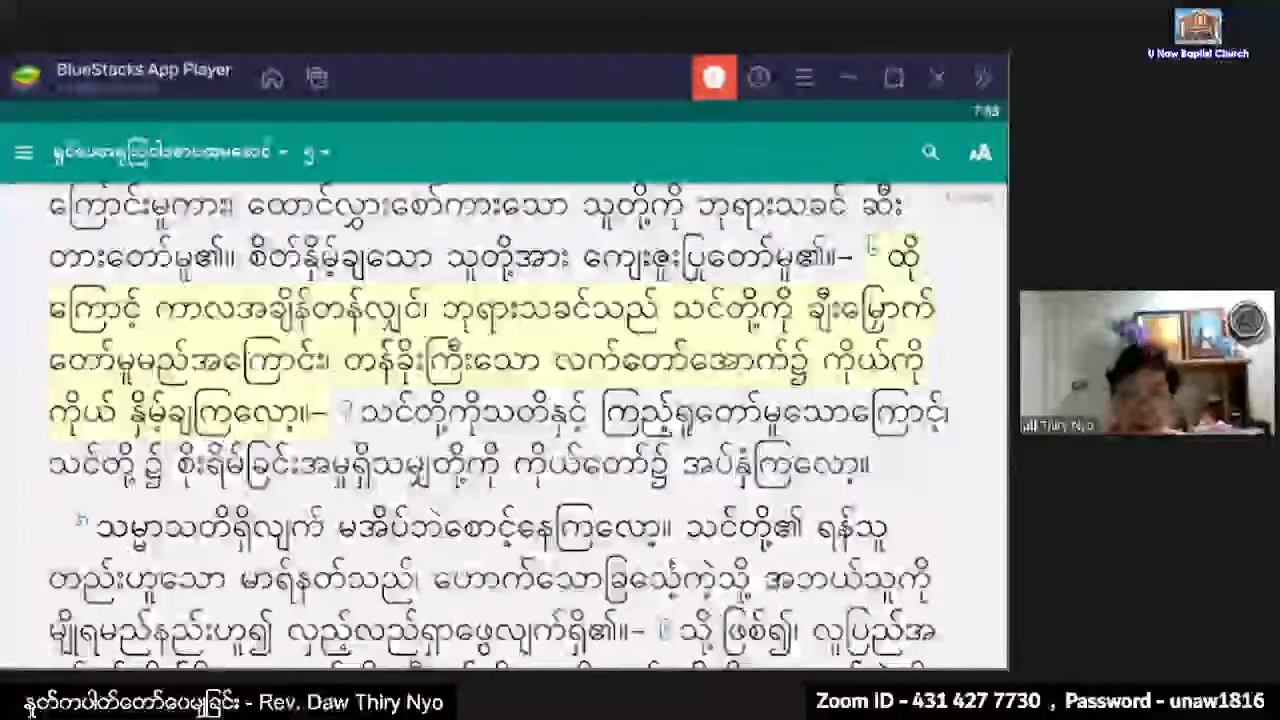 U Naw Baptist Church
BlueStacks App Player
7:53
၅
ကြောင်းမူကား၊ ထောင်လွှားစော်ကားသော သူတို့ကို ဘုရားသခင် ဆီး
တားတော်မူ၏။ စိတ်နှိမ့်ချသော သူတို့အား ကျေးဇူးပြုတော်မူ၏။– ၆ ထို
ကြောင့် ကာလအချိန်တန်လျှင်၊ ဘုရားသခင်သည် သင်တို့ကို ချီးမြှောက်
တော်မူမည်အကြောင်း၊ တန်ခိုးကြီးသော လက်တော်အောက်၌ ကိုယ်ကို
ကိုယ် နှိမ့်ချကြလော့။– ၇ သင်တို့ကိုသတိနှင့် ကြည့်ရှုတော်မူသောကြောင့်၊
သင်တို့ ၌ စိုးရိမ်ခြင်းအမှုရှိသမျှတို့ကို ကိုယ်တော်၌ အပ်နှံကြလော့။
၈ သမ္မာသတိရှိလျက် မအိပ်ဘဲစောင့်နေကြလော့။ သင်တို့၏ ရန်သူ
တည်းဟူသော မာရ်နတ်သည်၊ ဟောက်သောခြင်္သေ့ကဲ့သို့ အဘယ်သူကို
မျိုရမည်နည်းဟူ၍ လှည့်လည်ရှာဖွေလျက်ရှိ၏။– ၉ သို့ ဖြစ်၍၊ လူပြည်အ
Thiry Nyo
နှုတ်ကပါတ်တော်ဝေမျှခြင်း - Rev. Daw Thiry Nyo
Zoom ID - 431 427 7730 , Password - unaw1816